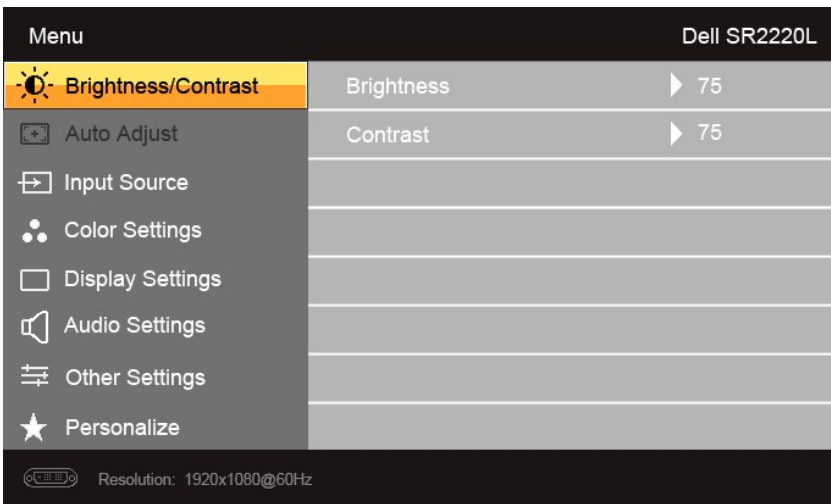 Menu Dell SR2220L
Brightness/Contrast Brightness 75
Auto Adjust Contrast 75
Input Source
Color Settings
Display Settings
Audio Settings
Other Settings
Personalize
Resolution: 1920x1080@60Hz